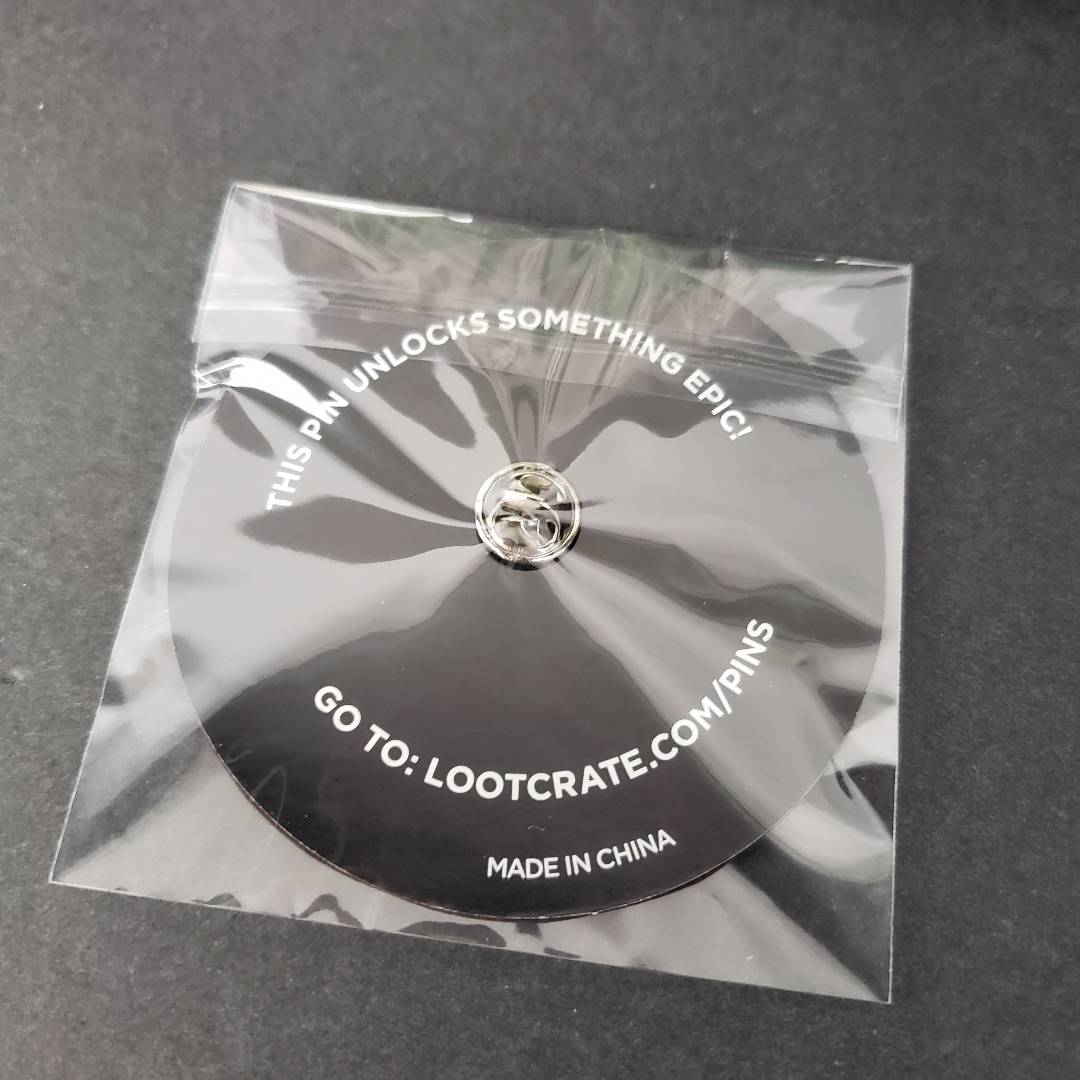 THIS PIN UNLOCKS SOMETHING EPIC!
GO TO: LOOTCRATE.COM/PINS
MADE IN CHINA